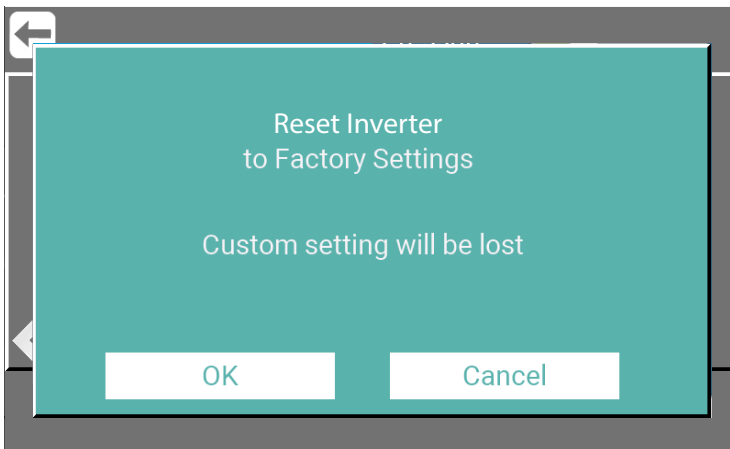 Reset Inverter
to Factory Settings
Custom setting will be lost
OK
Cancel